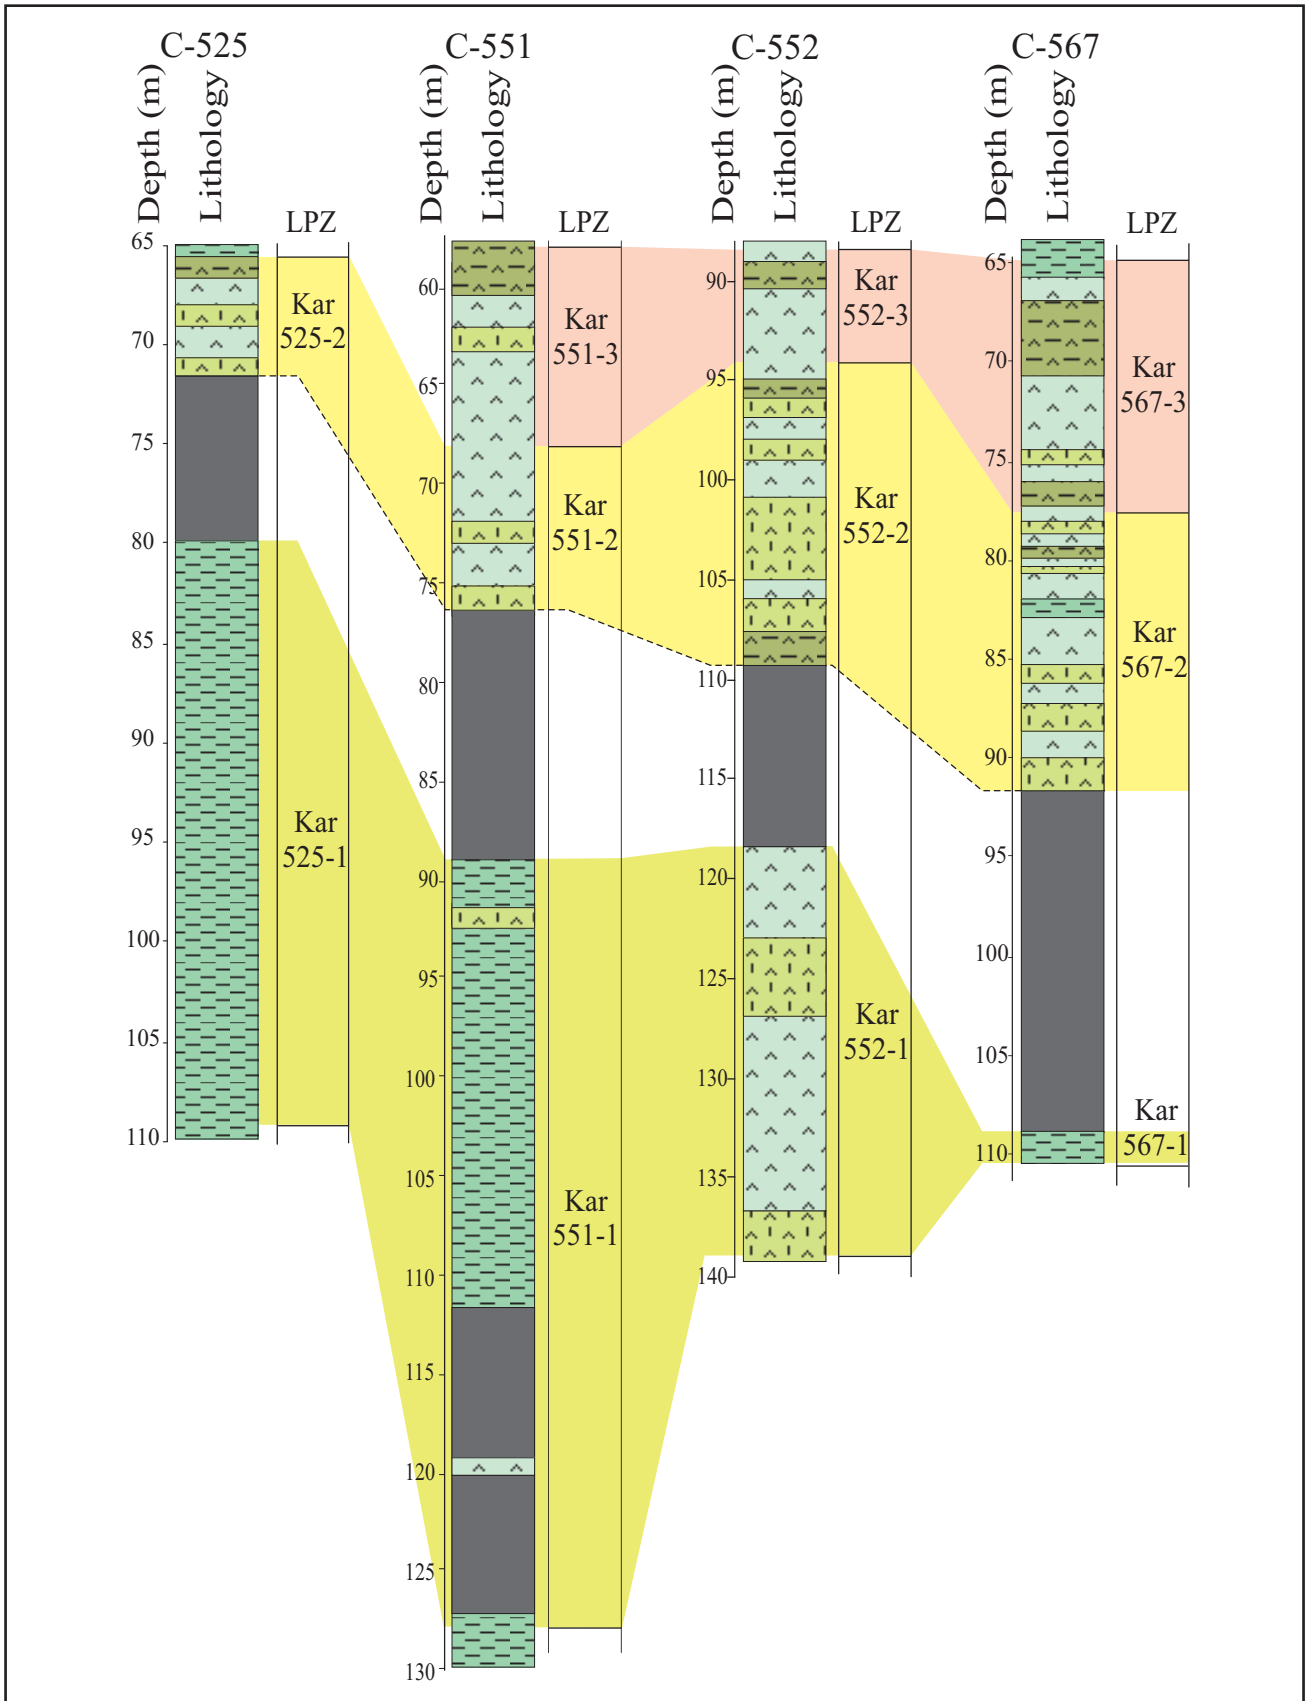 C-525
Depth (m)
Lithology
LPZ
65
70
75
80
85
90
95
100
105
110
Kar
525-2
Kar
525-1
C-551
Depth (m)
Lithology
LPZ
60
65
70
75
80
85
90
95
100
105
110
115
120
125
130
Kar
551-3
Kar
551-2
Kar
551-1
C-552
Depth (m)
Lithology
LPZ
90
95
100
105
110
115
120
125
130
135
140
Kar
552-3
Kar
552-2
Kar
552-1
C-567
Depth (m)
Lithology
LPZ
65
70
75
80
85
90
95
100
105
110
Kar
567-3
Kar
567-2
Kar
567-1